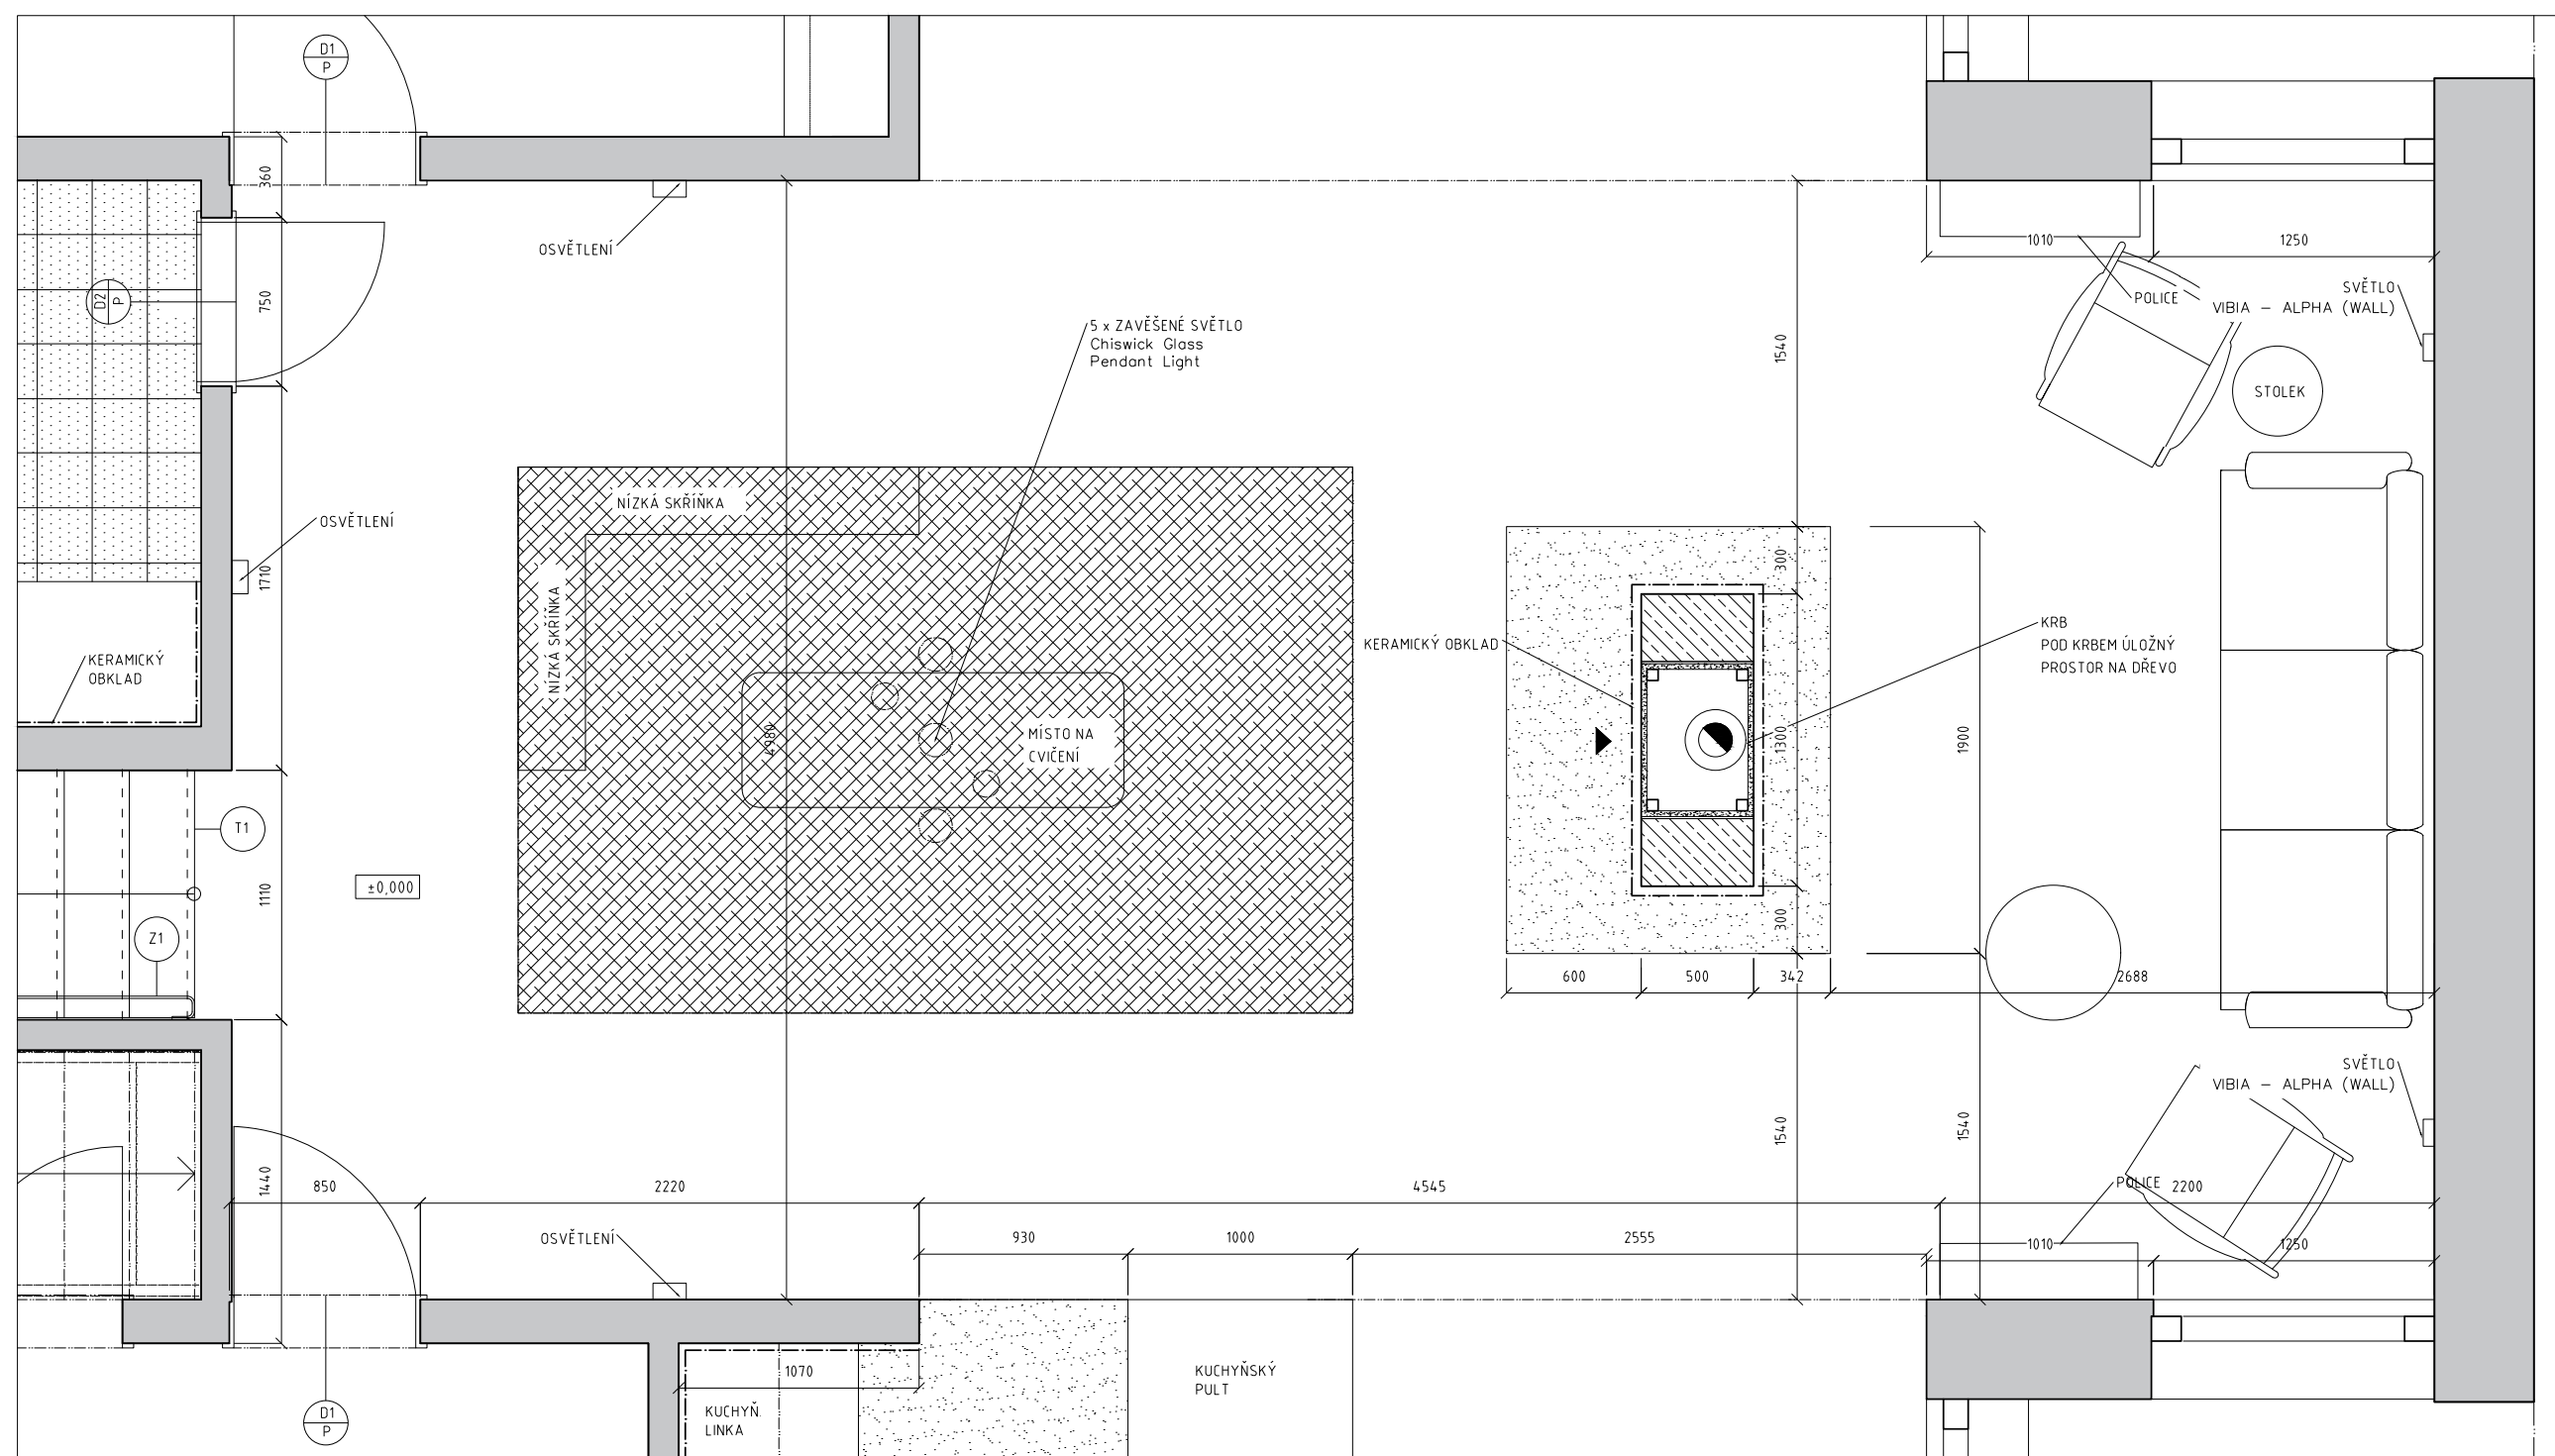 D1
P
360
OSVĚTLENÍ
D2
P
750
5 x ZAVĚŠENÉ SVĚTLO
Chiswick Glass
Pendant Light
1540
1010
1250
POLICE
SVĚTLO
VIBIA – ALPHA (WALL)
STOLEK
NÍZKÁ SKŘÍŇKA
OSVĚTLENÍ
1710
NÍZKÁ SKŘÍŇKA
KERAMICKÝ
OBKLAD
4980
MÍSTO NA
CVIČENÍ
KERAMICKÝ OBKLAD
300
1300
300
1900
KRB
POD KRBEM ÚLOŽNÝ
PROSTOR NA DŘEVO
T1
±0,000
1110
Z1
600
500
342
2688
SVĚTLO
VIBIA – ALPHA (WALL)
1540
1540
1440
850
2220
4545
POLICE
2200
OSVĚTLENÍ
930
1000
2555
1010
1250
D1
P
1070
KUCHYŇ.
LINKA
KUCHYŇSKÝ
PULT